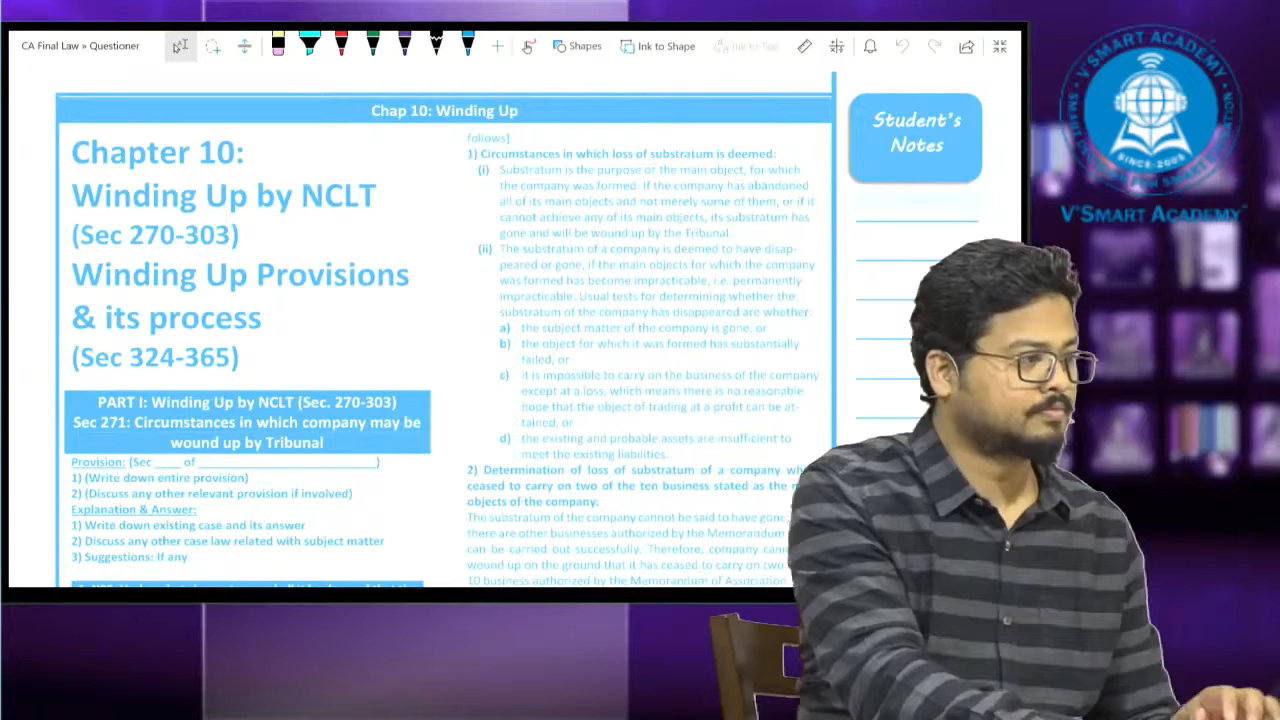 CA Final Law » Questioner
Shapes
Ink to Shape
Ink to
Chap 10: Winding Up
Chapter 10:
Winding Up by NCLT
(Sec 270-303)
Winding Up Provisions
& its process
(Sec 324-365)
PART I: Winding Up by NCLT (Sec. 270-303)
Sec 271: Circumstances in which company may be
wound up by Tribunal
Provision: (Sec ____ of ____________________________)
1) (Write down entire provision)
2) (Discuss any other relevant provision if involved)
Explanation & Answer:
1) Write down existing case and its answer
2) Discuss any other case law related with subject matter
3) Suggestions: If any
follows]
1) Circumstances in which loss of substratum is deemed:
(i) Substratum is the purpose or the main object, for which
the company was formed. If the company has abandoned
all of its main objects and not merely some of them, or if it
cannot achieve any of its main objects, its substratum has
gone and will be wound up by the Tribunal.
(ii) The substratum of a company is deemed to have disap-
peared or gone, if the main objects for which the company
was formed has become impracticable, i.e. permanently
impracticable. Usual tests for determining whether the
substratum of the company has disappeared are whether:
a) the subject matter of the company is gone, or
b) the object for which it was formed has substantially
failed, or
c) it is impossible to carry on the business of the company
except at a loss, which means there is no reasonable
hope that the object of trading at a profit can be at-
tained, or
d) the existing and probable assets are insufficient to
meet the existing liabilities.
2) Determination of loss of substratum of a company
ceased to carry on two of the ten business stated as the
objects of the company:
The substratum of the company cannot be said to have gone
there are other businesses authorized by the Memorandum
can be carried out successfully. Therefore, company
wound up on the ground that it has ceased to carry on two
10 business authorized by the Memorandum of Association
Student's
Notes
V'SMART ACADEMY
SINCE-2005
V'SMART ACADEMY